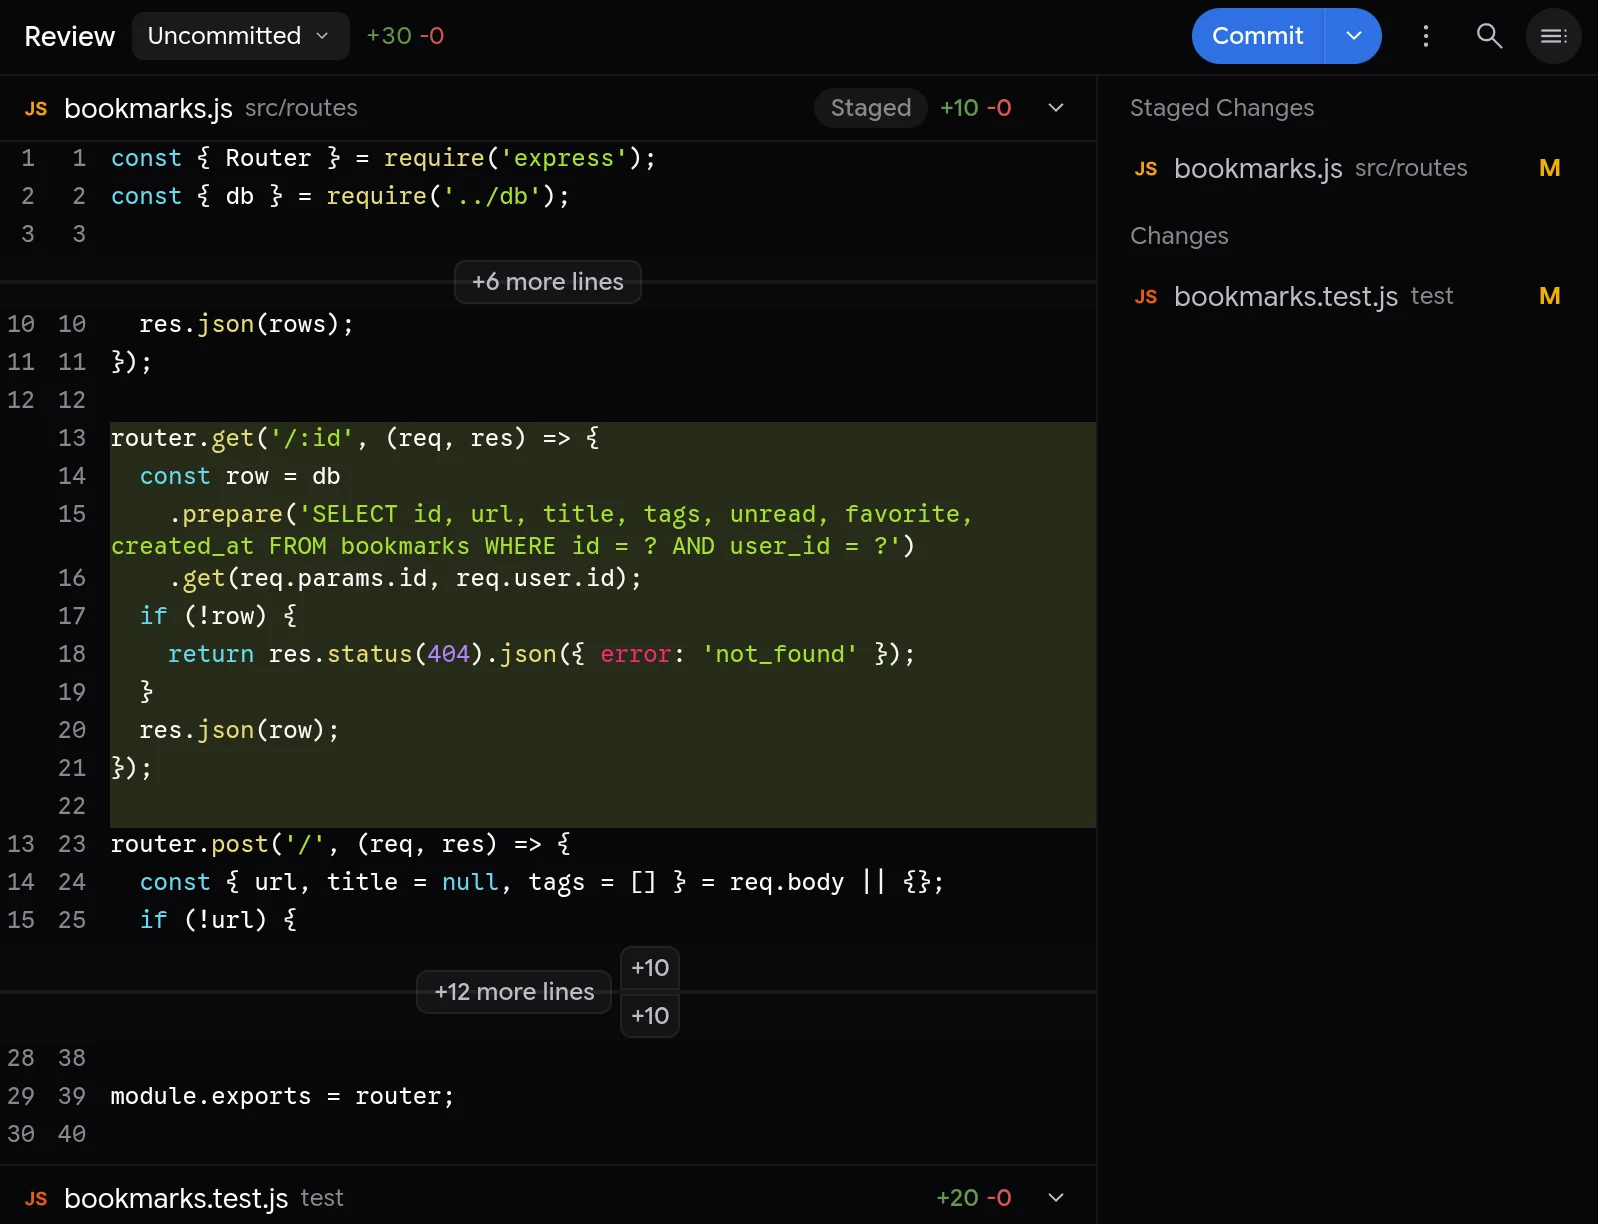 Review Uncommitted +30 -0 Commit
JS bookmarks.js src/routes Staged +10 -0
1 1 const { Router } = require('express');
2 2 const { db } = require('../db');
3 3
+6 more lines
10 10 res.json(rows);
11 11 });
12 12
13 router.get('/:id', (req, res) => {
14 const row = db
15 .prepare('SELECT id, url, title, tags, unread, favorite,
created_at FROM bookmarks WHERE id = ? AND user_id = ?')
16 .get(req.params.id, req.user.id);
17 if (!row) {
18 return res.status(404).json({ error: 'not_found' });
19 }
20 res.json(row);
21 });
22
13 23 router.post('/', (req, res) => {
14 24 const { url, title = null, tags = [] } = req.body || {};
15 25 if (!url) {
+10
+12 more lines
+10
28 38
29 39 module.exports = router;
30 40
JS bookmarks.test.js test +20 -0
Staged Changes
JS bookmarks.js src/routes M
Changes
JS bookmarks.test.js test M